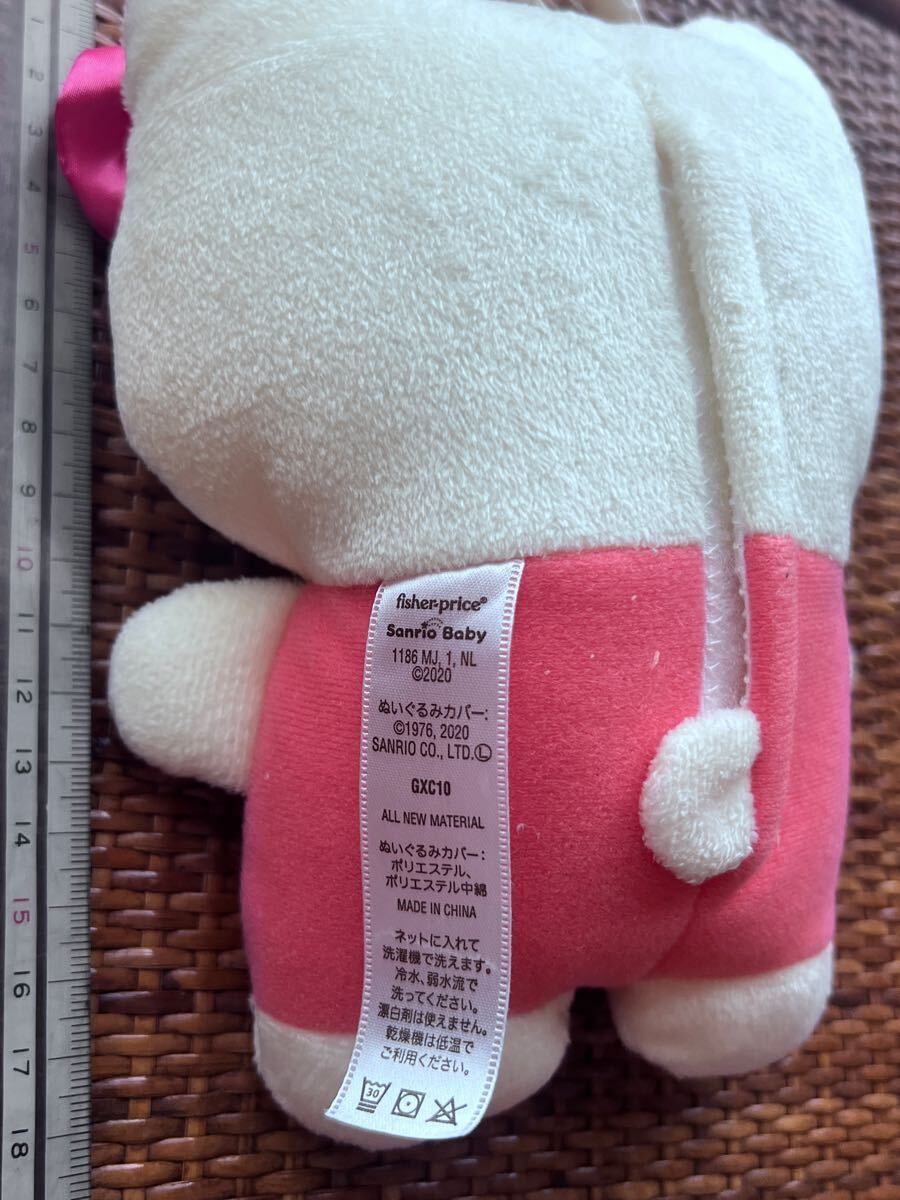 2
3
4
5
6
7
8
9
10
11
12
13
14
15
16
17
18
fisher-price®
Sanrio Baby
1186 MJ, 1, NL
©2020
ぬいぐるみカバー:
©1976, 2020
SANRIO CO., LTD.Ⓛ
GXC10
ALL NEW MATERIAL
ぬいぐるみカバー:
ポリエステル、
ポリエステル中綿
MADE IN CHINA
ネットに入れて
洗濯機で洗えます。
冷水、弱水流で
洗ってください。
漂白剤は使えません。
乾燥機は低温で
ご利用ください。
30